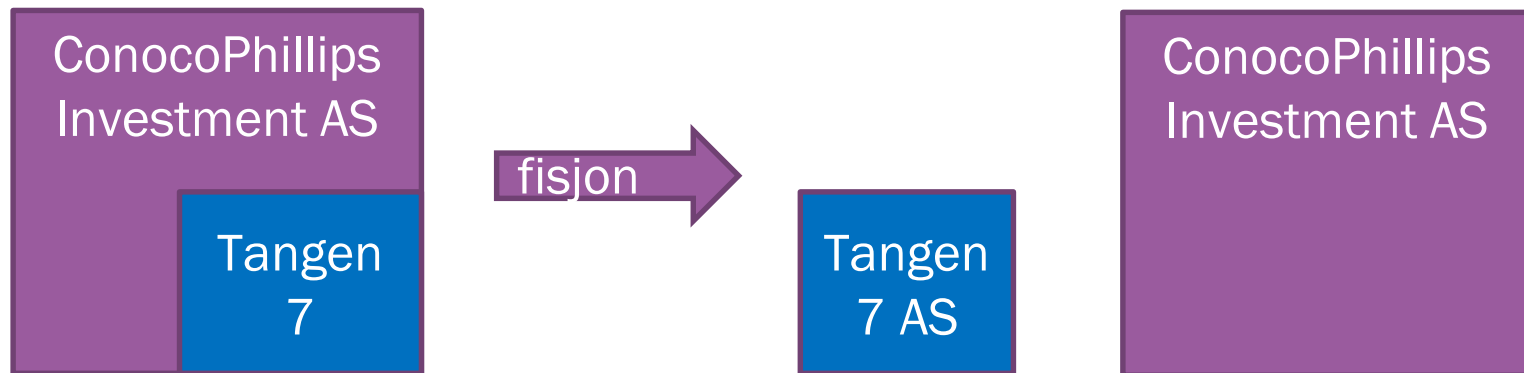 ConocoPhillips
Investment AS
Tangen
7
fisjon
Tangen
7 AS
ConocoPhillips
Investment AS